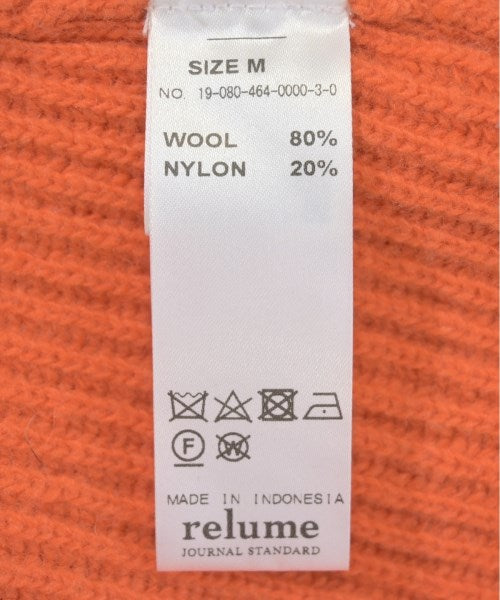 SIZE M
NO. 19-080-464-0000-3-0
WOOL 80%
NYLON 20%
F W
MADE IN INDONESIA
relume
JOURNAL STANDARD